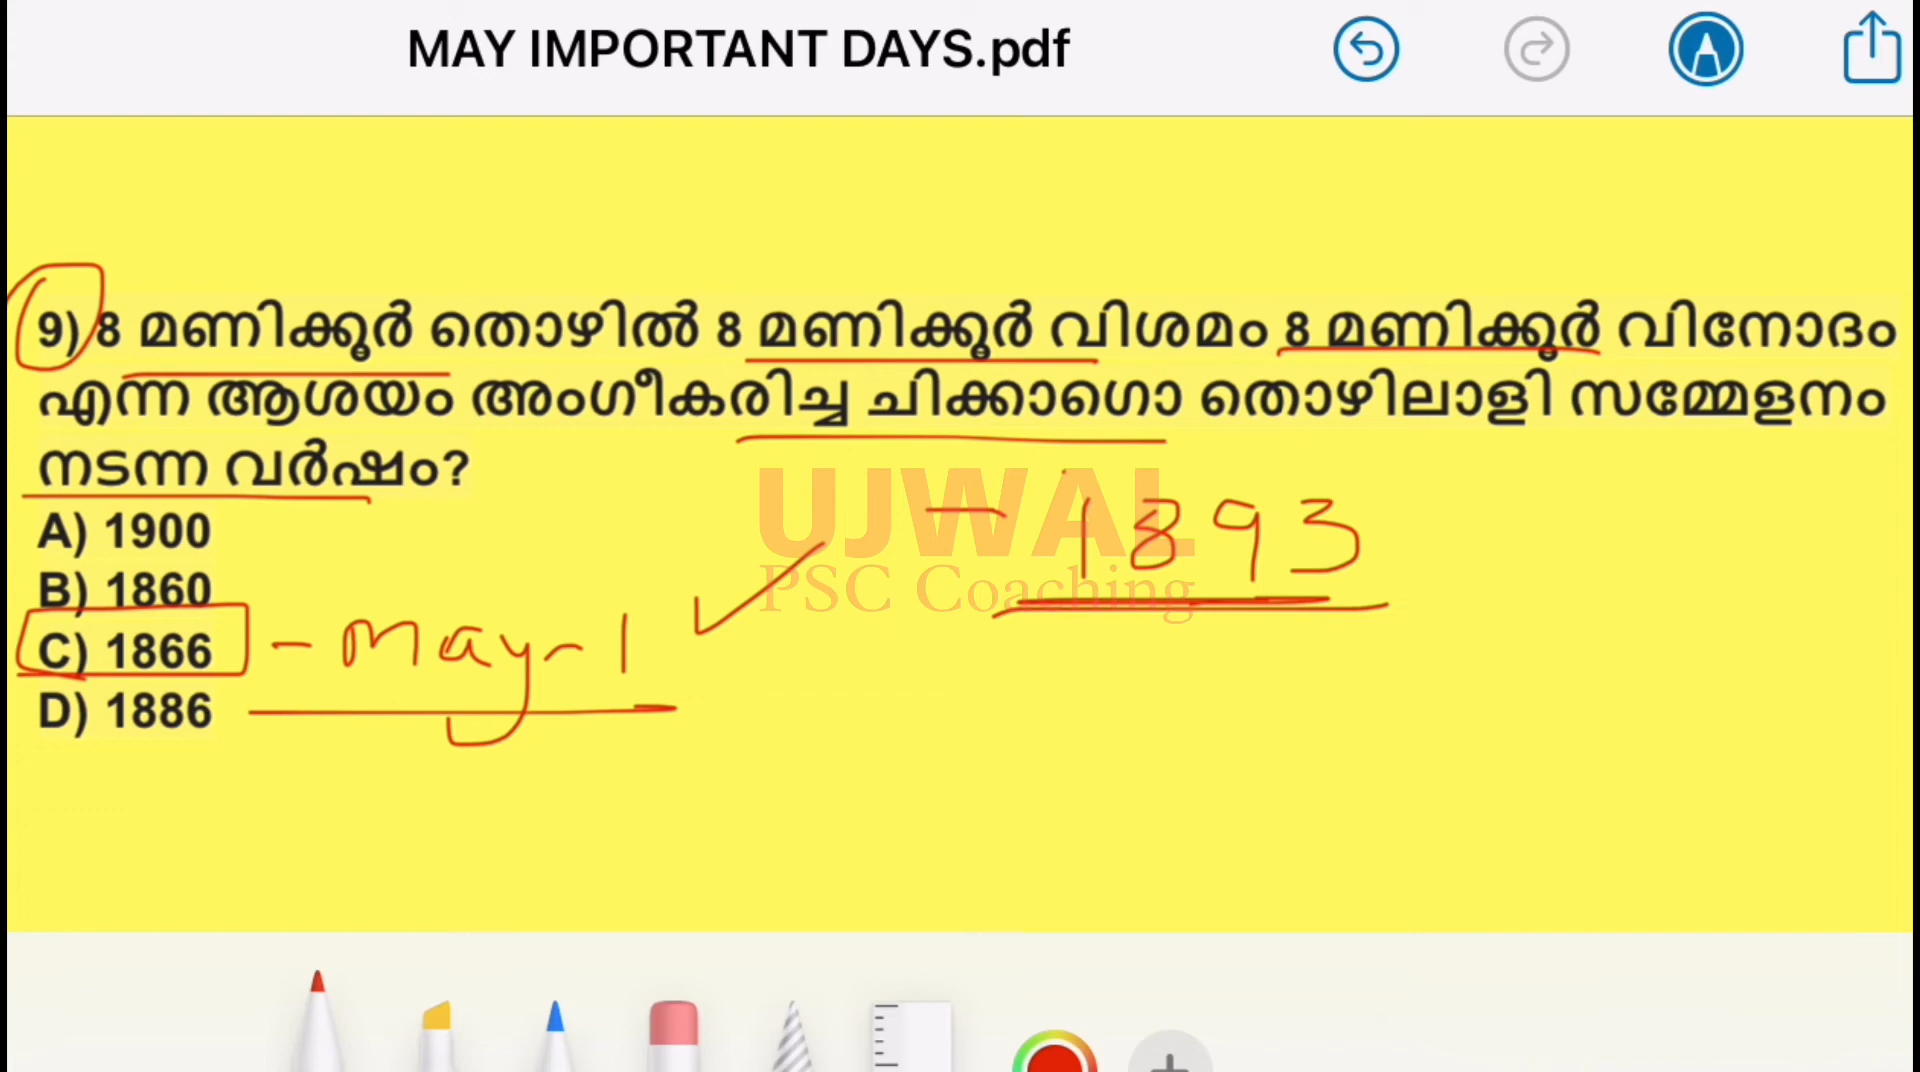 MAY IMPORTANT DAYS.pdf
9) 8 മണിക്കൂർ തൊഴിൽ 8 മണിക്കൂർ വിശമം 8 മണിക്കൂർ വിനോദം
എന്ന ആശയം അംഗീകരിച്ച ചിക്കാഗൊ തൊഴിലാളി സമ്മേളനം
നടന്ന വർഷം?
UJWAL
PSC Coaching
- 1893
A) 1900
B) 1860
C) 1866 - may - 1
D) 1886